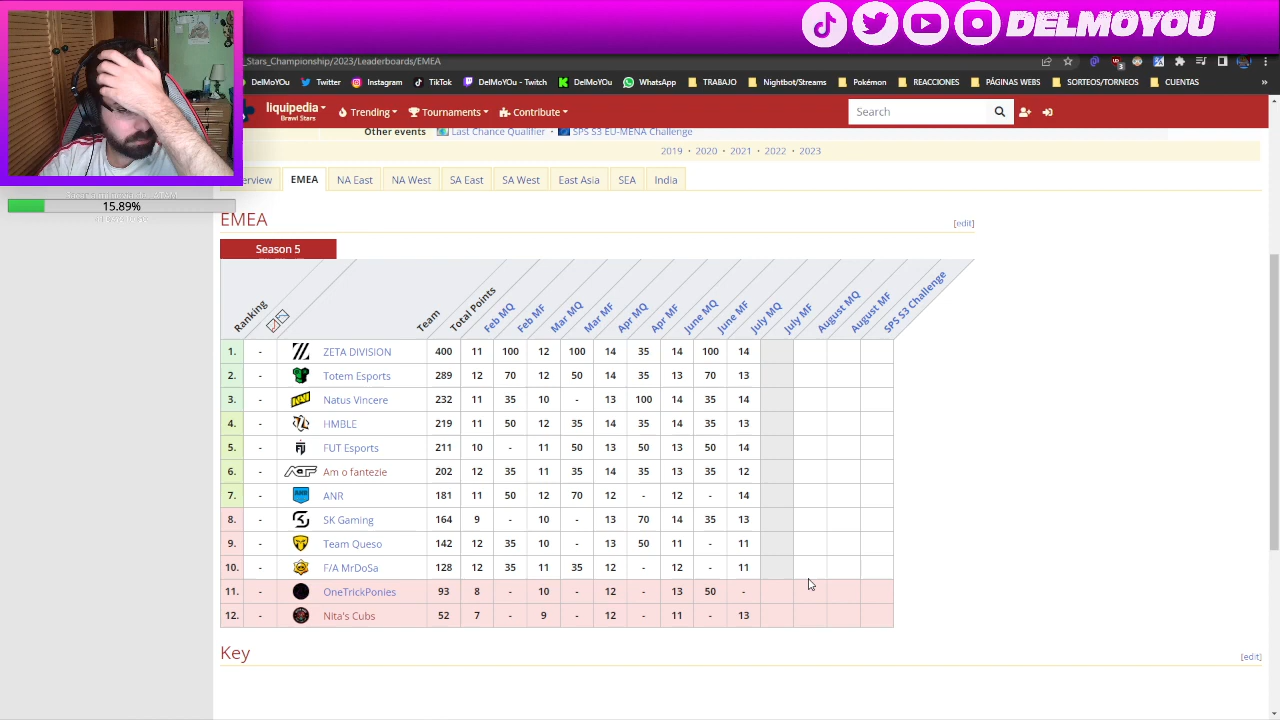 DELMOYOU
_Stars_Championship/2023/Leaderboards/EMEA
DelMoYOu Twitter Instagram TikTok DelMoYOu - Twitch DelMoYOu WhatsApp TRABAJO Nightbot/Streams Pokémon REACCIONES PÁGINAS WEBS SORTEOS/TORNEOS CUENTAS
liquipedia Brawl Stars Trending Tournaments Contribute Search
Other events Last Chance Qualifier • SPS S3 EU-MENA Challenge
2019 • 2020 • 2021 • 2022 • 2023
erview EMEA NA East NA West SA East SA West East Asia SEA India
15.89%
EMEA [edit]
Season 5
Ranking Team Total Points Feb MQ Feb MF Mar MQ Mar MF Apr MQ Apr MF June MQ June MF July MQ July MF August MQ August MF SPS S3 Challenge
1. - ZETA DIVISION 400 11 100 12 100 14 35 14 100 14
2. - Totem Esports 289 12 70 12 50 14 35 13 70 13
3. - Natus Vincere 232 11 35 10 - 13 100 14 35 14
4. - HMBLE 219 11 50 12 35 14 35 14 35 13
5. - FUT Esports 211 10 - 11 50 13 50 13 50 14
6. - Am o fantezie 202 12 35 11 35 14 35 13 35 12
7. - ANR 181 11 50 12 70 12 - 12 - 14
8. - SK Gaming 164 9 - 10 - 13 70 14 35 13
9. - Team Queso 142 12 35 10 - 13 50 11 - 11
10. - F/A MrDoSa 128 12 35 11 35 12 - 12 - 11
11. - OneTrickPonies 93 8 - 10 - 12 - 13 50 -
12. - Nita's Cubs 52 7 - 9 - 12 - 11 - 13
Key [edit]